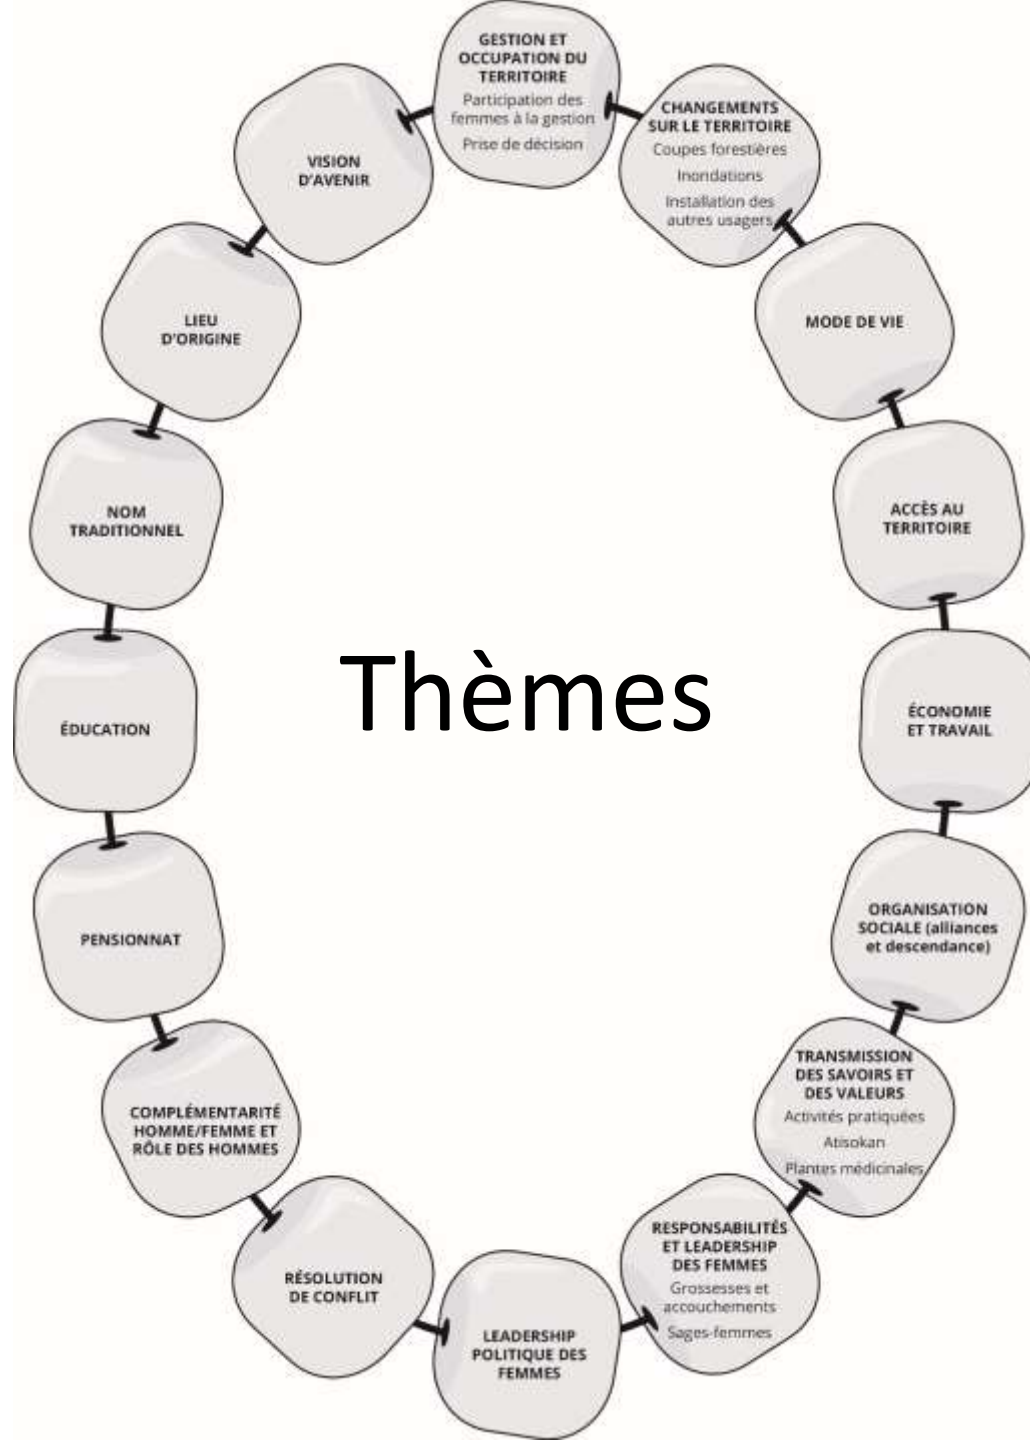 GESTION ET
OCCUPATION DU
TERRITOIRE
Participation des
femmes à la gestion
Prise de décision
CHANGEMENTS
SUR LE TERRITOIRE
Coupes forestières
Inondations
Installation des
autres usagers
MODE DE VIE
ACCÈS AU
TERRITOIRE
ÉCONOMIE
ET TRAVAIL
ORGANISATION
SOCIALE (alliances
et descendance)
TRANSMISSION
DES SAVOIRS ET
DES VALEURS
Activités pratiquées
Atisokan
Plantes médicinales
RESPONSABILITÉS
ET LEADERSHIP
DES FEMMES
Grossesses et
accouchements
Sages-femmes
LEADERSHIP
POLITIQUE DES
FEMMES
RÉSOLUTION
DE CONFLIT
COMPLÉMENTARITÉ
HOMME/FEMME ET
RÔLE DES HOMMES
PENSIONNAT
ÉDUCATION
NOM
TRADITIONNEL
LIEU
D'ORIGINE
VISION
D'AVENIR
Thèmes